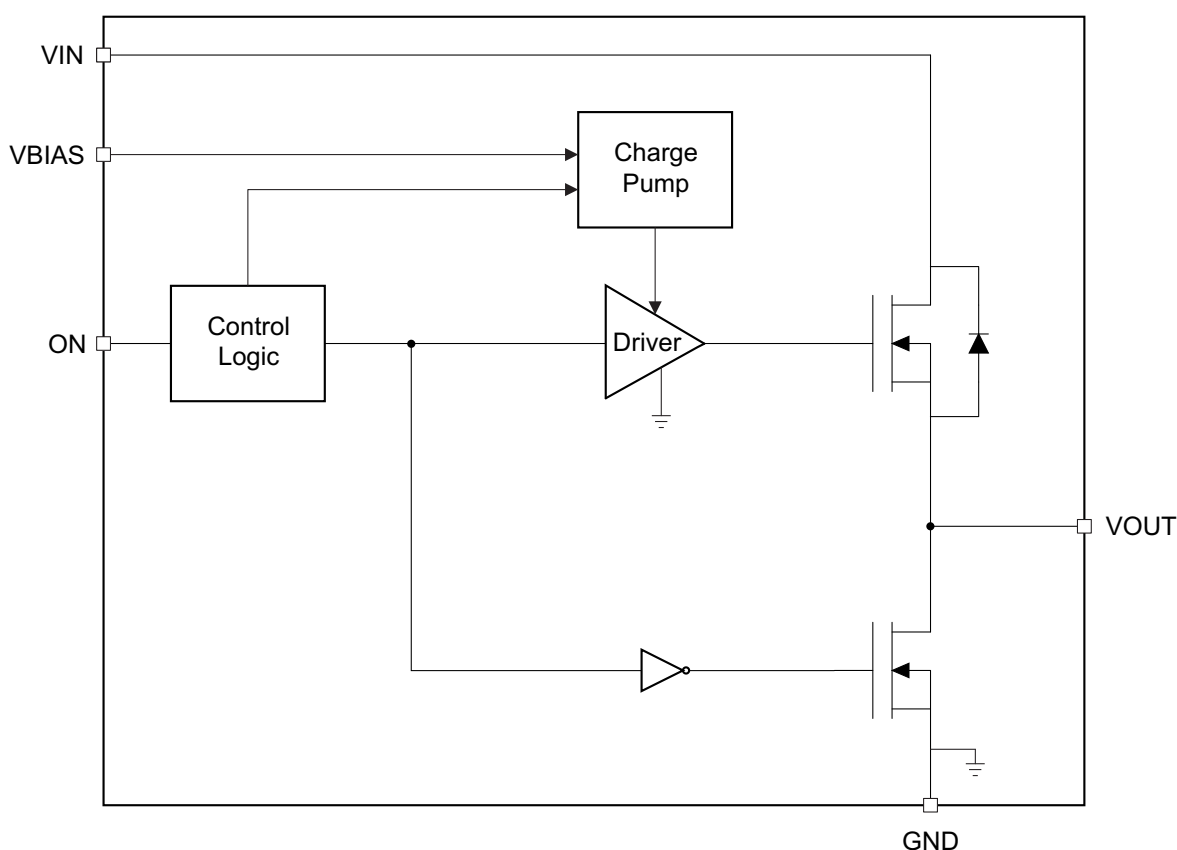 VIN
VBIAS
Charge
Pump
ON
Control
Logic
Driver
VOUT
GND